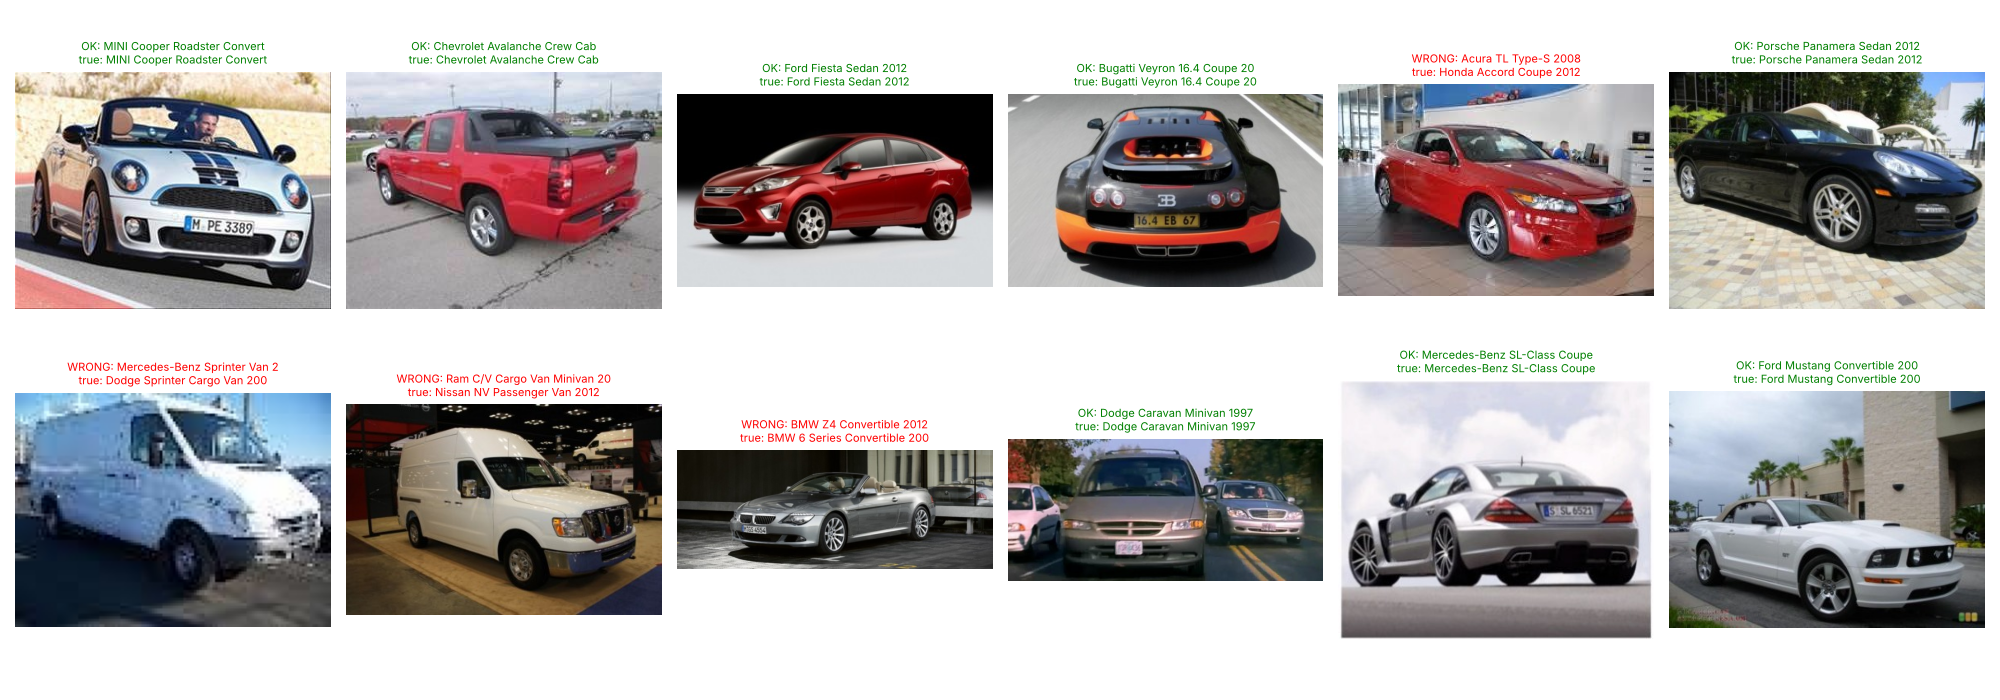 OK: MINI Cooper Roadster Convert
true: MINI Cooper Roadster Convert
OK: Chevrolet Avalanche Crew Cab
true: Chevrolet Avalanche Crew Cab
OK: Ford Fiesta Sedan 2012
true: Ford Fiesta Sedan 2012
OK: Bugatti Veyron 16.4 Coupe 20
true: Bugatti Veyron 16.4 Coupe 20
WRONG: Acura TL Type-S 2008
true: Honda Accord Coupe 2012
OK: Porsche Panamera Sedan 2012
true: Porsche Panamera Sedan 2012
M PE 3389
EB
16.4 EB 67
WRONG: Mercedes-Benz Sprinter Van 2
true: Dodge Sprinter Cargo Van 200
WRONG: Ram C/V Cargo Van Minivan 20
true: Nissan NV Passenger Van 2012
WRONG: BMW Z4 Convertible 2012
true: BMW 6 Series Convertible 200
OK: Dodge Caravan Minivan 1997
true: Dodge Caravan Minivan 1997
OK: Mercedes-Benz SL-Class Coupe
true: Mercedes-Benz SL-Class Coupe
OK: Ford Mustang Convertible 200
true: Ford Mustang Convertible 200
S SL 6521